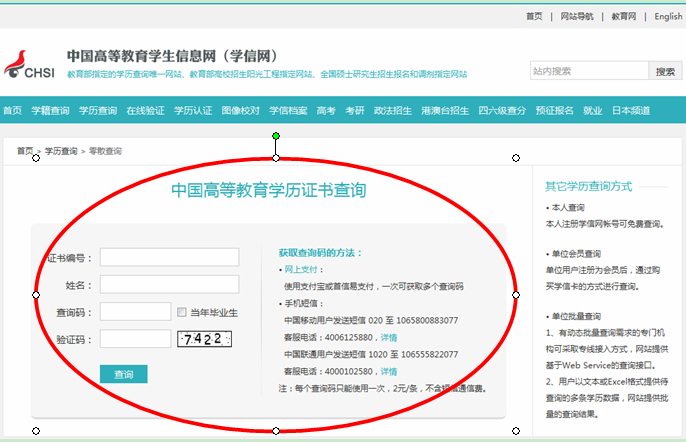 首页 | 网站导航 | 教育网 | English
CHSI
中国高等教育学生信息网（学信网）
教育部指定的学历查询唯一网站、教育部高校招生阳光工程指定网站、全国硕士研究生招生报名和调剂指定网站
站内搜索 搜索
首页 学籍查询 学历查询 在线验证 学历认证 图像校对 学信档案 高考 考研 政法招生 港澳台招生 四六级查分 预征报名 就业 日本频道
首页 > 学历查询 > 零散查询
中国高等教育学历证书查询
证书编号：
姓名：
查询码： 当年毕业生
验证码： 7422
查询
获取查询码的方法：
• 网上支付：
使用支付宝或首信易支付，一次可获取多个查询码
• 手机短信：
中国移动用户发送短信 020 至 1065800883077
客服电话：4006125880，详情
中国联通用户发送短信 1020 至 106555822077
客服电话：4000102580，详情
注：每个查询码只能使用一次，2元/条，不含短信通信费。
其它学历查询方式
• 本人查询
本人注册学信网帐号可免费查询。
• 单位会员查询
单位用户注册为会员后，通过购
买学信卡的方式进行查询。
• 单位批量查询
1、有动态批量查询需求的专门机
构可采取专线接入方式，网站提供
基于Web Service的查询接口。
2、用户以文本或Excel格式提供待
查询的多条学历数据，网站提供批
量的查询结果。